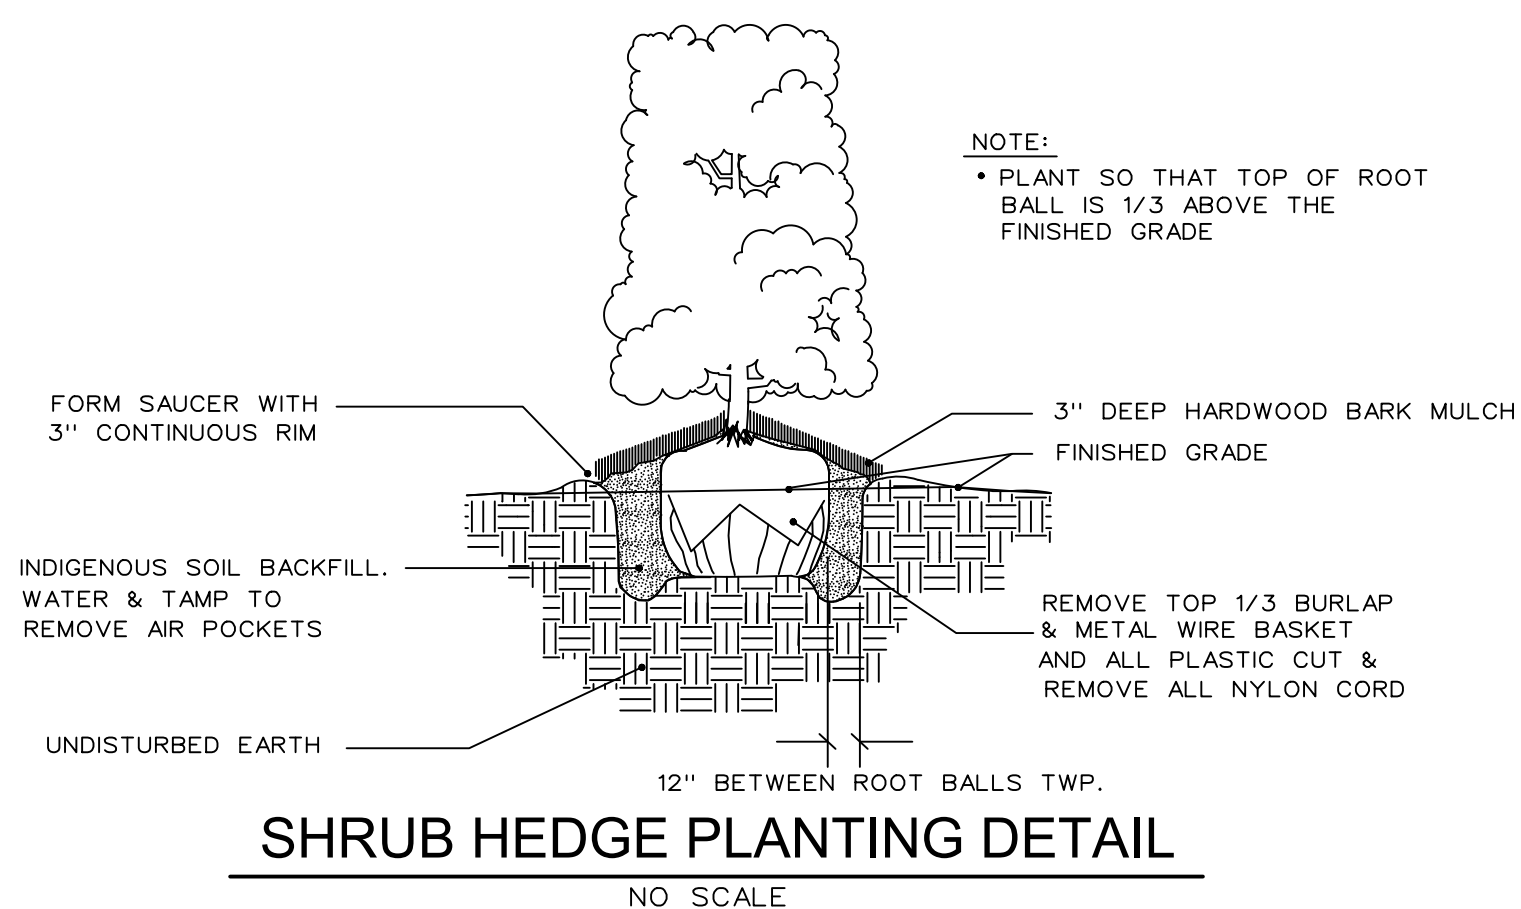 NOTE:
• PLANT SO THAT TOP OF ROOT
BALL IS 1/3 ABOVE THE
FINISHED GRADE
FORM SAUCER WITH
3" CONTINUOUS RIM
3" DEEP HARDWOOD BARK MULCH
FINISHED GRADE
INDIGENOUS SOIL BACKFILL.
WATER & TAMP TO
REMOVE AIR POCKETS
REMOVE TOP 1/3 BURLAP
& METAL WIRE BASKET
AND ALL PLASTIC CUT &
REMOVE ALL NYLON CORD
UNDISTURBED EARTH
12" BETWEEN ROOT BALLS TWP.
SHRUB HEDGE PLANTING DETAIL
NO SCALE